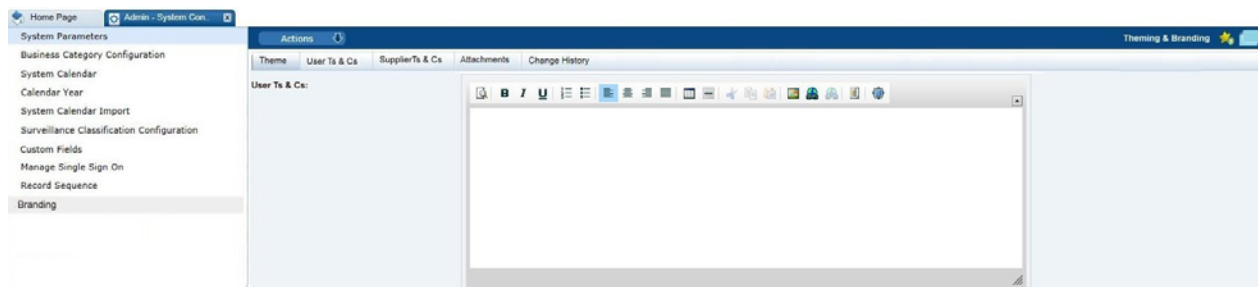 Home Page
Admin - System Con..
System Parameters
Business Category Configuration
System Calendar
Calendar Year
System Calendar Import
Surveillance Classification Configuration
Custom Fields
Manage Single Sign On
Record Sequence
Branding
Actions
Theming & Branding
Theme User Ts & Cs SupplierTs & Cs Attachments Change History
User Ts & Cs:
B I U